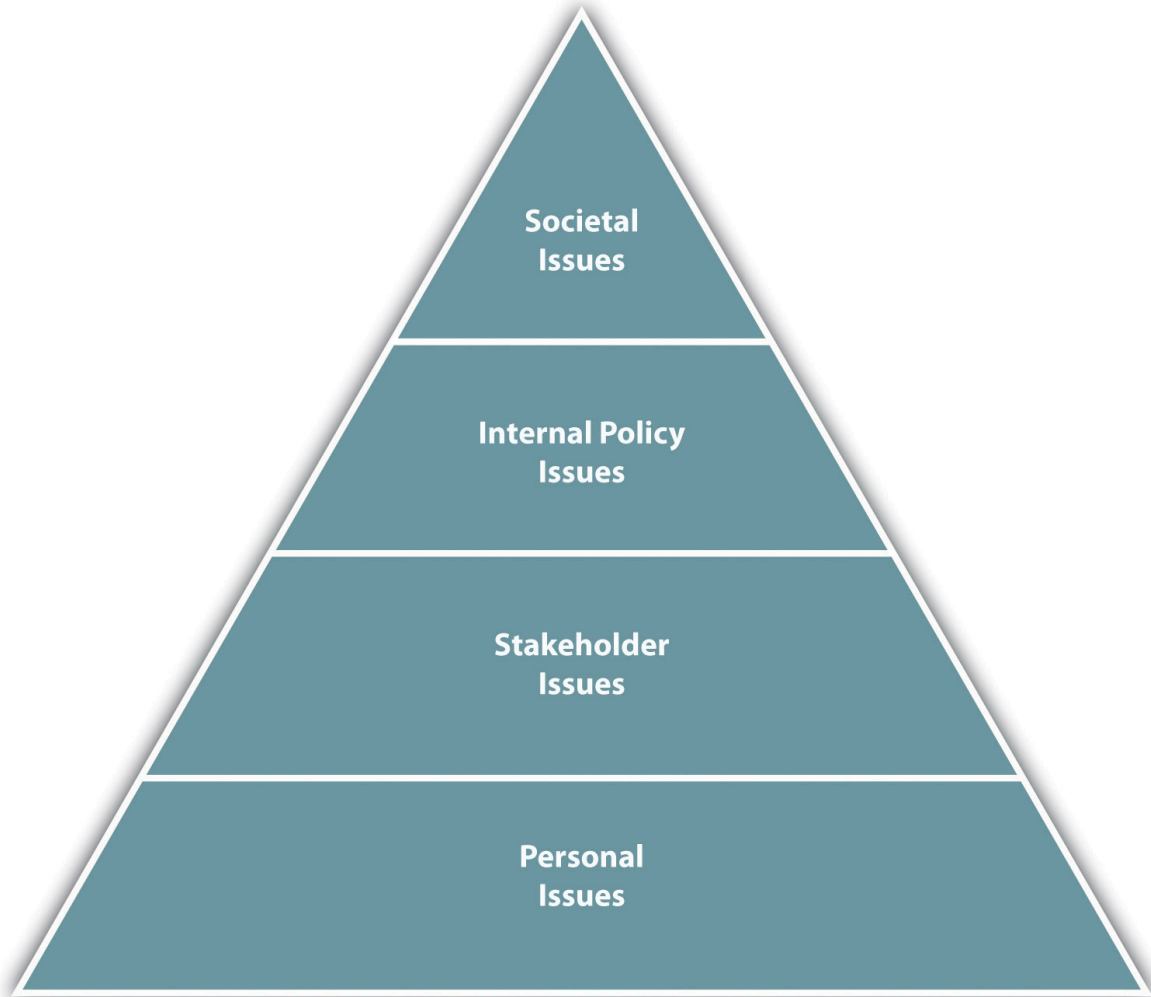 Societal
Issues
Internal Policy
Issues
Stakeholder
Issues
Personal
Issues